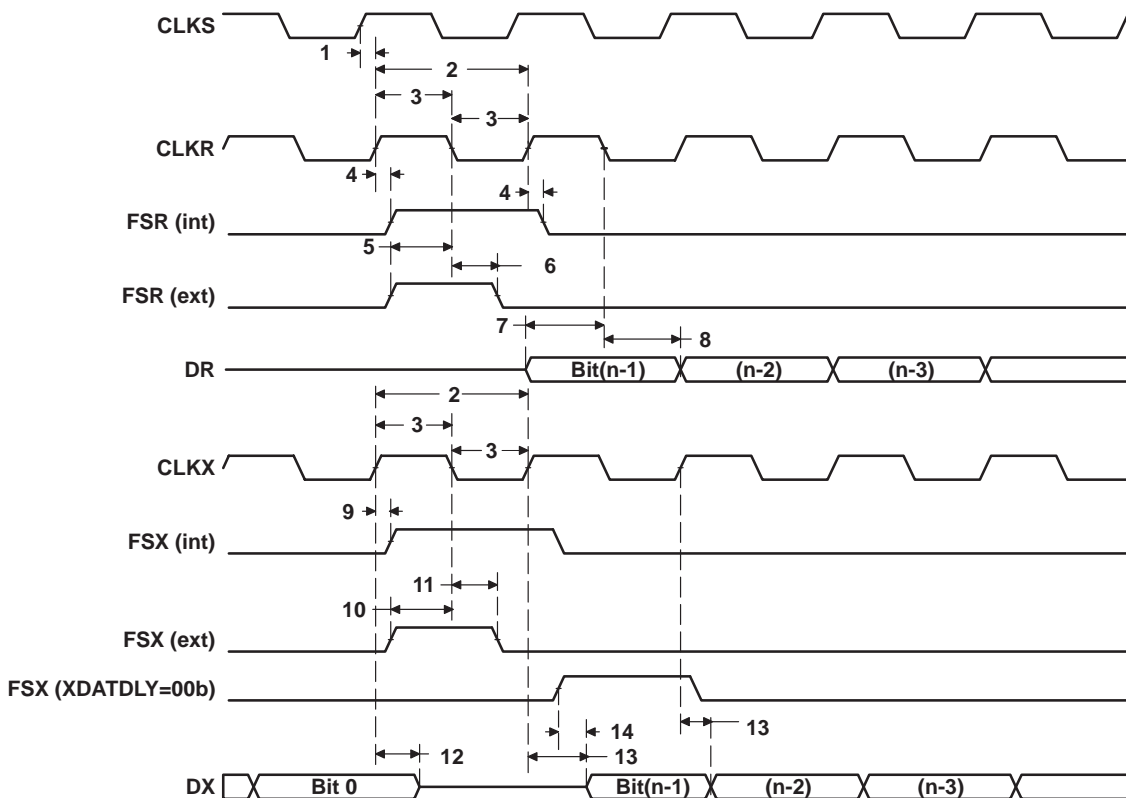 CLKS
1
2
3
3
CLKR
4
4
FSR (int)
5
6
FSR (ext)
7
8
DR
Bit(n-1)
(n-2)
(n-3)
2
3
3
CLKX
9
FSX (int)
11
10
FSX (ext)
FSX (XDATDLY=00b)
14
13
12
13
DX
Bit 0
Bit(n-1)
(n-2)
(n-3)